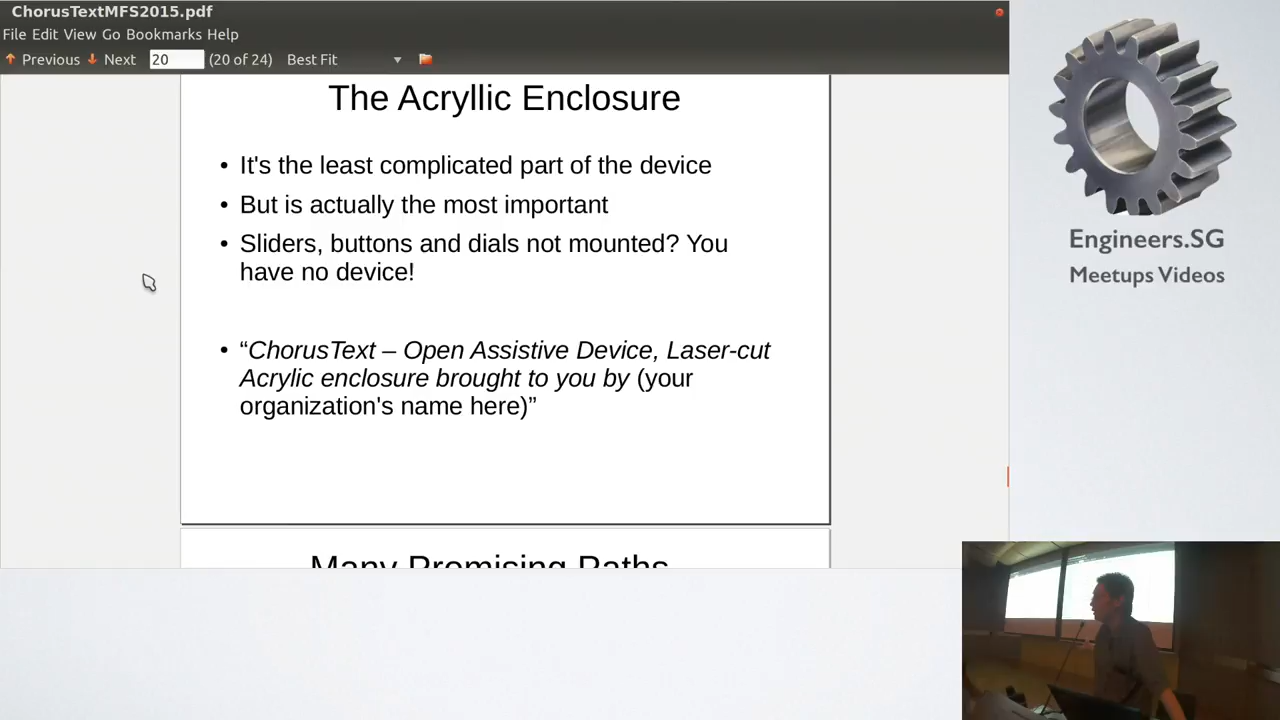 ChorusTextMFS2015.pdf
File Edit View Go Bookmarks Help
Previous Next 20 (20 of 24) Best Fit
The Acryllic Enclosure
• It's the least complicated part of the device
• But is actually the most important
• Sliders, buttons and dials not mounted? You
have no device!
• “ChorusText – Open Assistive Device, Laser-cut
Acrylic enclosure brought to you by (your
organization's name here)”
Many Promising Paths
Engineers.SG
Meetups Videos